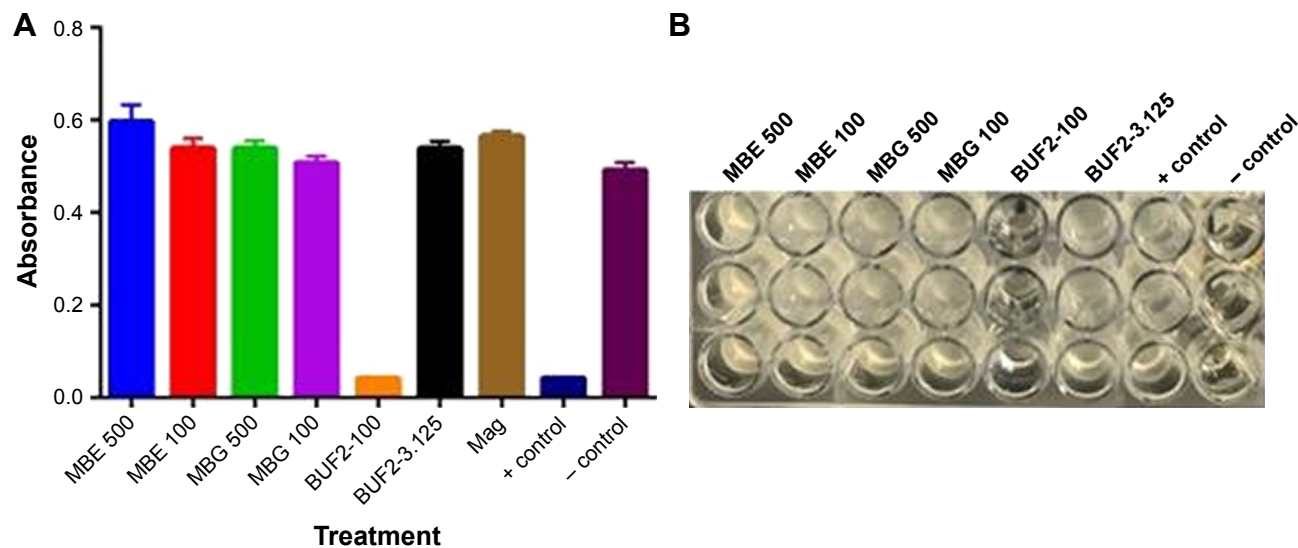 A
Absorbance
0.8
0.6
0.4
0.2
0.0
MBE 500
MBE 100
MBG 500
MBG 100
BUF2-100
BUF2-3.125
Mag
+ control
– control
Treatment
B
MBE 500
MBE 100
MBG 500
MBG 100
BUF2-100
BUF2-3.125
+ control
– control